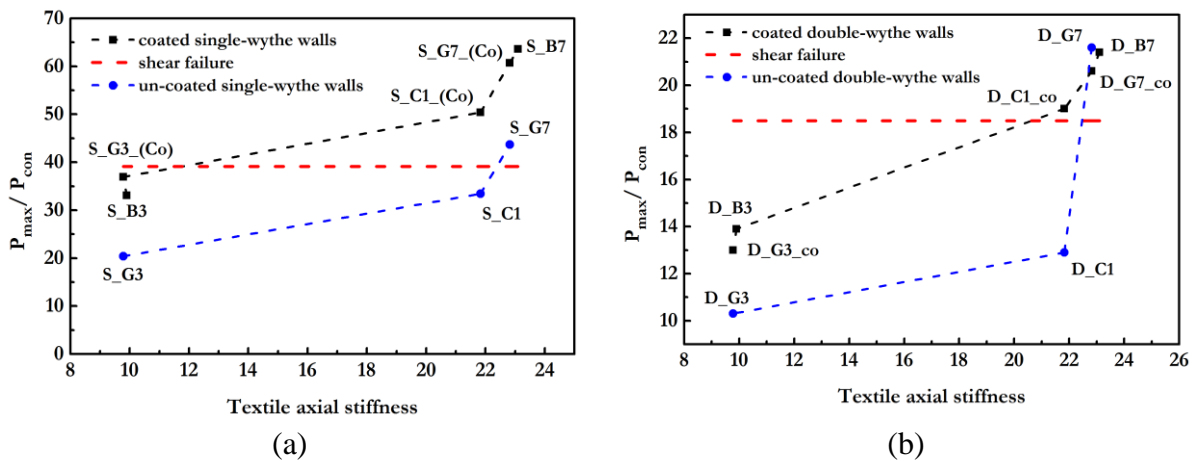 70
60
50
40
30
20
10
0
P_max/ P_con
coated single-wythe walls
shear failure
un-coated single-wythe walls
S_G7_(Co)
S_B7
S_C1_(Co)
S_G7
S_G3_(Co)
S_B3
S_C1
S_G3
8 10 12 14 16 18 20 22 24
Textile axial stiffness
(a)
22
20
18
16
14
12
10
P_max/ P_con
coated double-wythe walls
shear failure
un-coated double-wythe walls
D_G7
D_B7
D_G7_co
D_C1_co
D_B3
D_G3_co
D_G3
D_C1
8 10 12 14 16 18 20 22 24 26
Textile axial stiffness
(b)